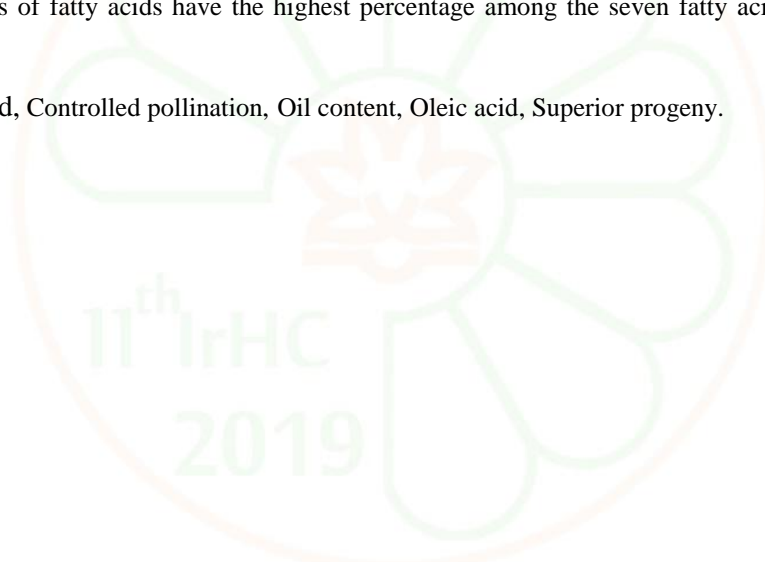 s of fatty acids have the highest percentage among the seven fatty
d, Controlled pollination, Oil content, Oleic acid, Superior progeny.
11th IrHC
2019